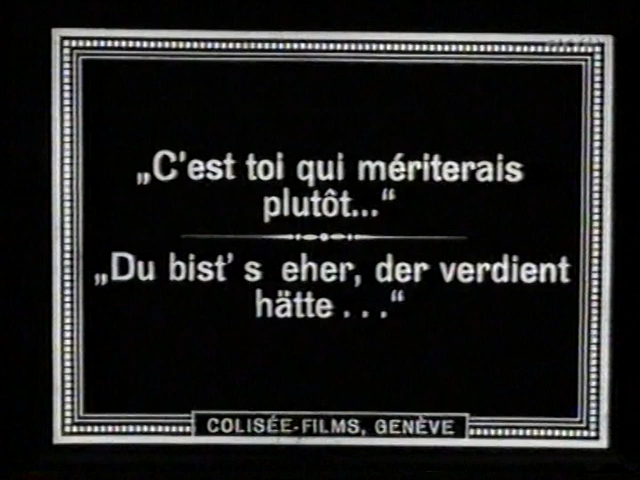 „C'est toi qui mériterais
plutôt...“
„Du bist' s eher, der verdient
hätte . . .“
COLISÉE-FILMS, GENÈVE